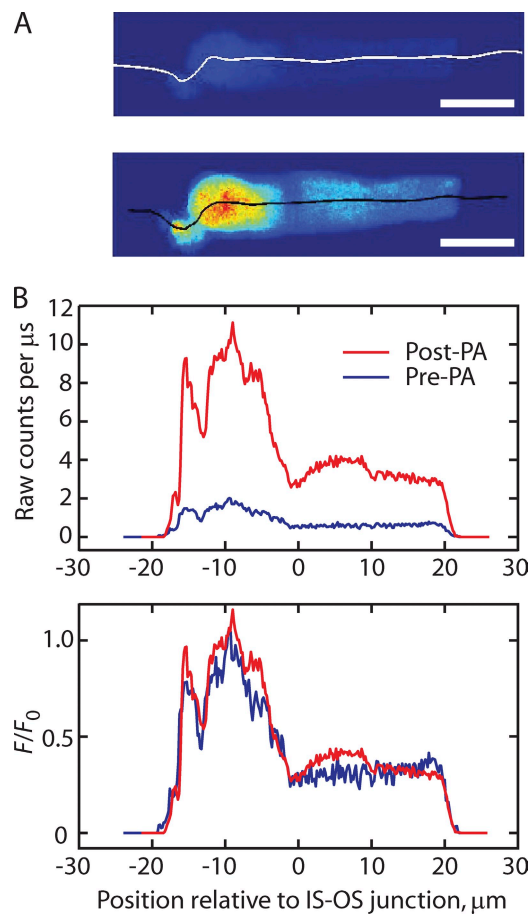 A
B
12
10
8
6
4
2
0
Raw counts per μs
Post-PA
Pre-PA
-30 -20 -10 0 10 20 30
1.0
0.5
0
F/F0
-30 -20 -10 0 10 20 30
Position relative to IS-OS junction, μm